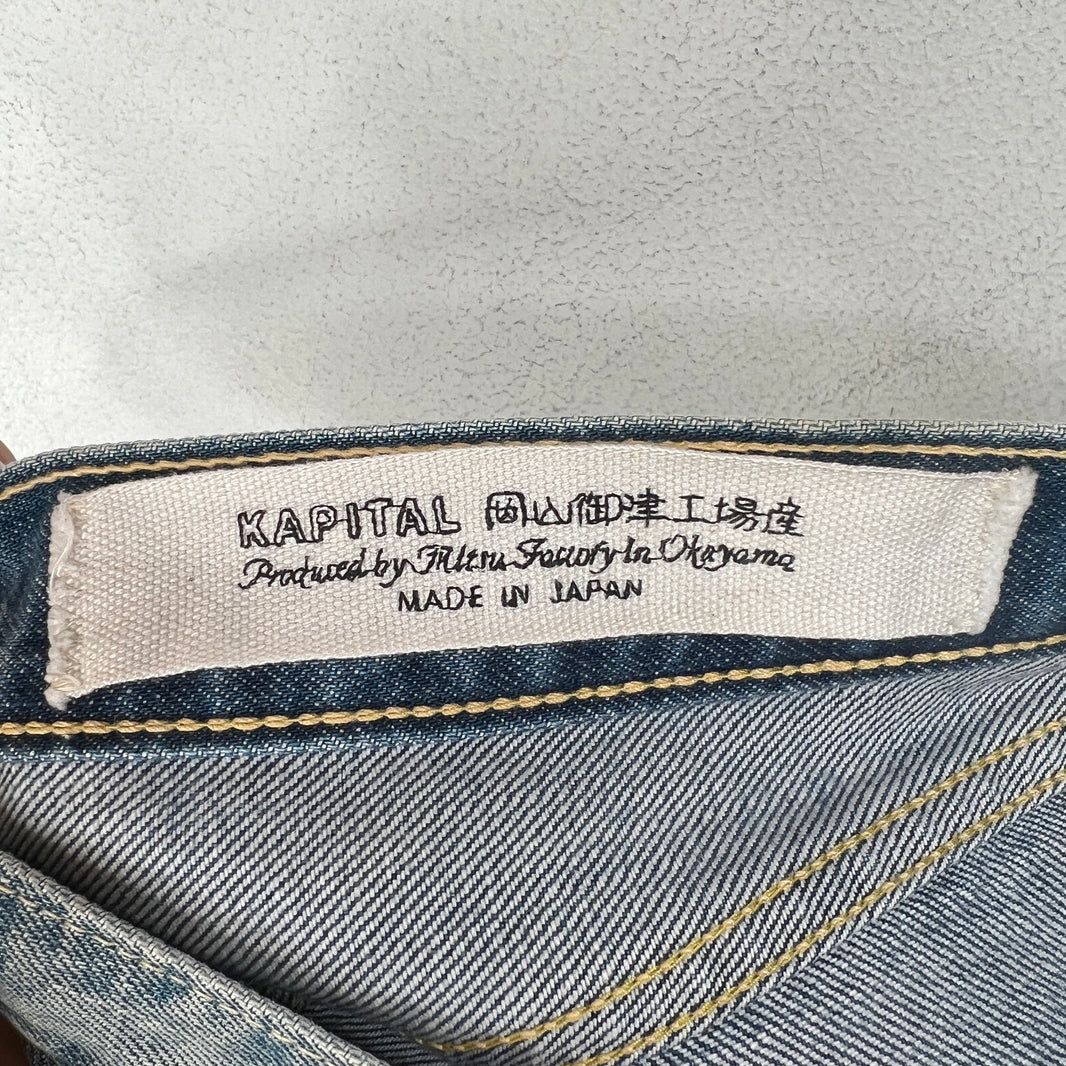 KAPITAL 岡山御津工場産
Produced by Mitsu Factory In Okayama
MADE IN JAPAN